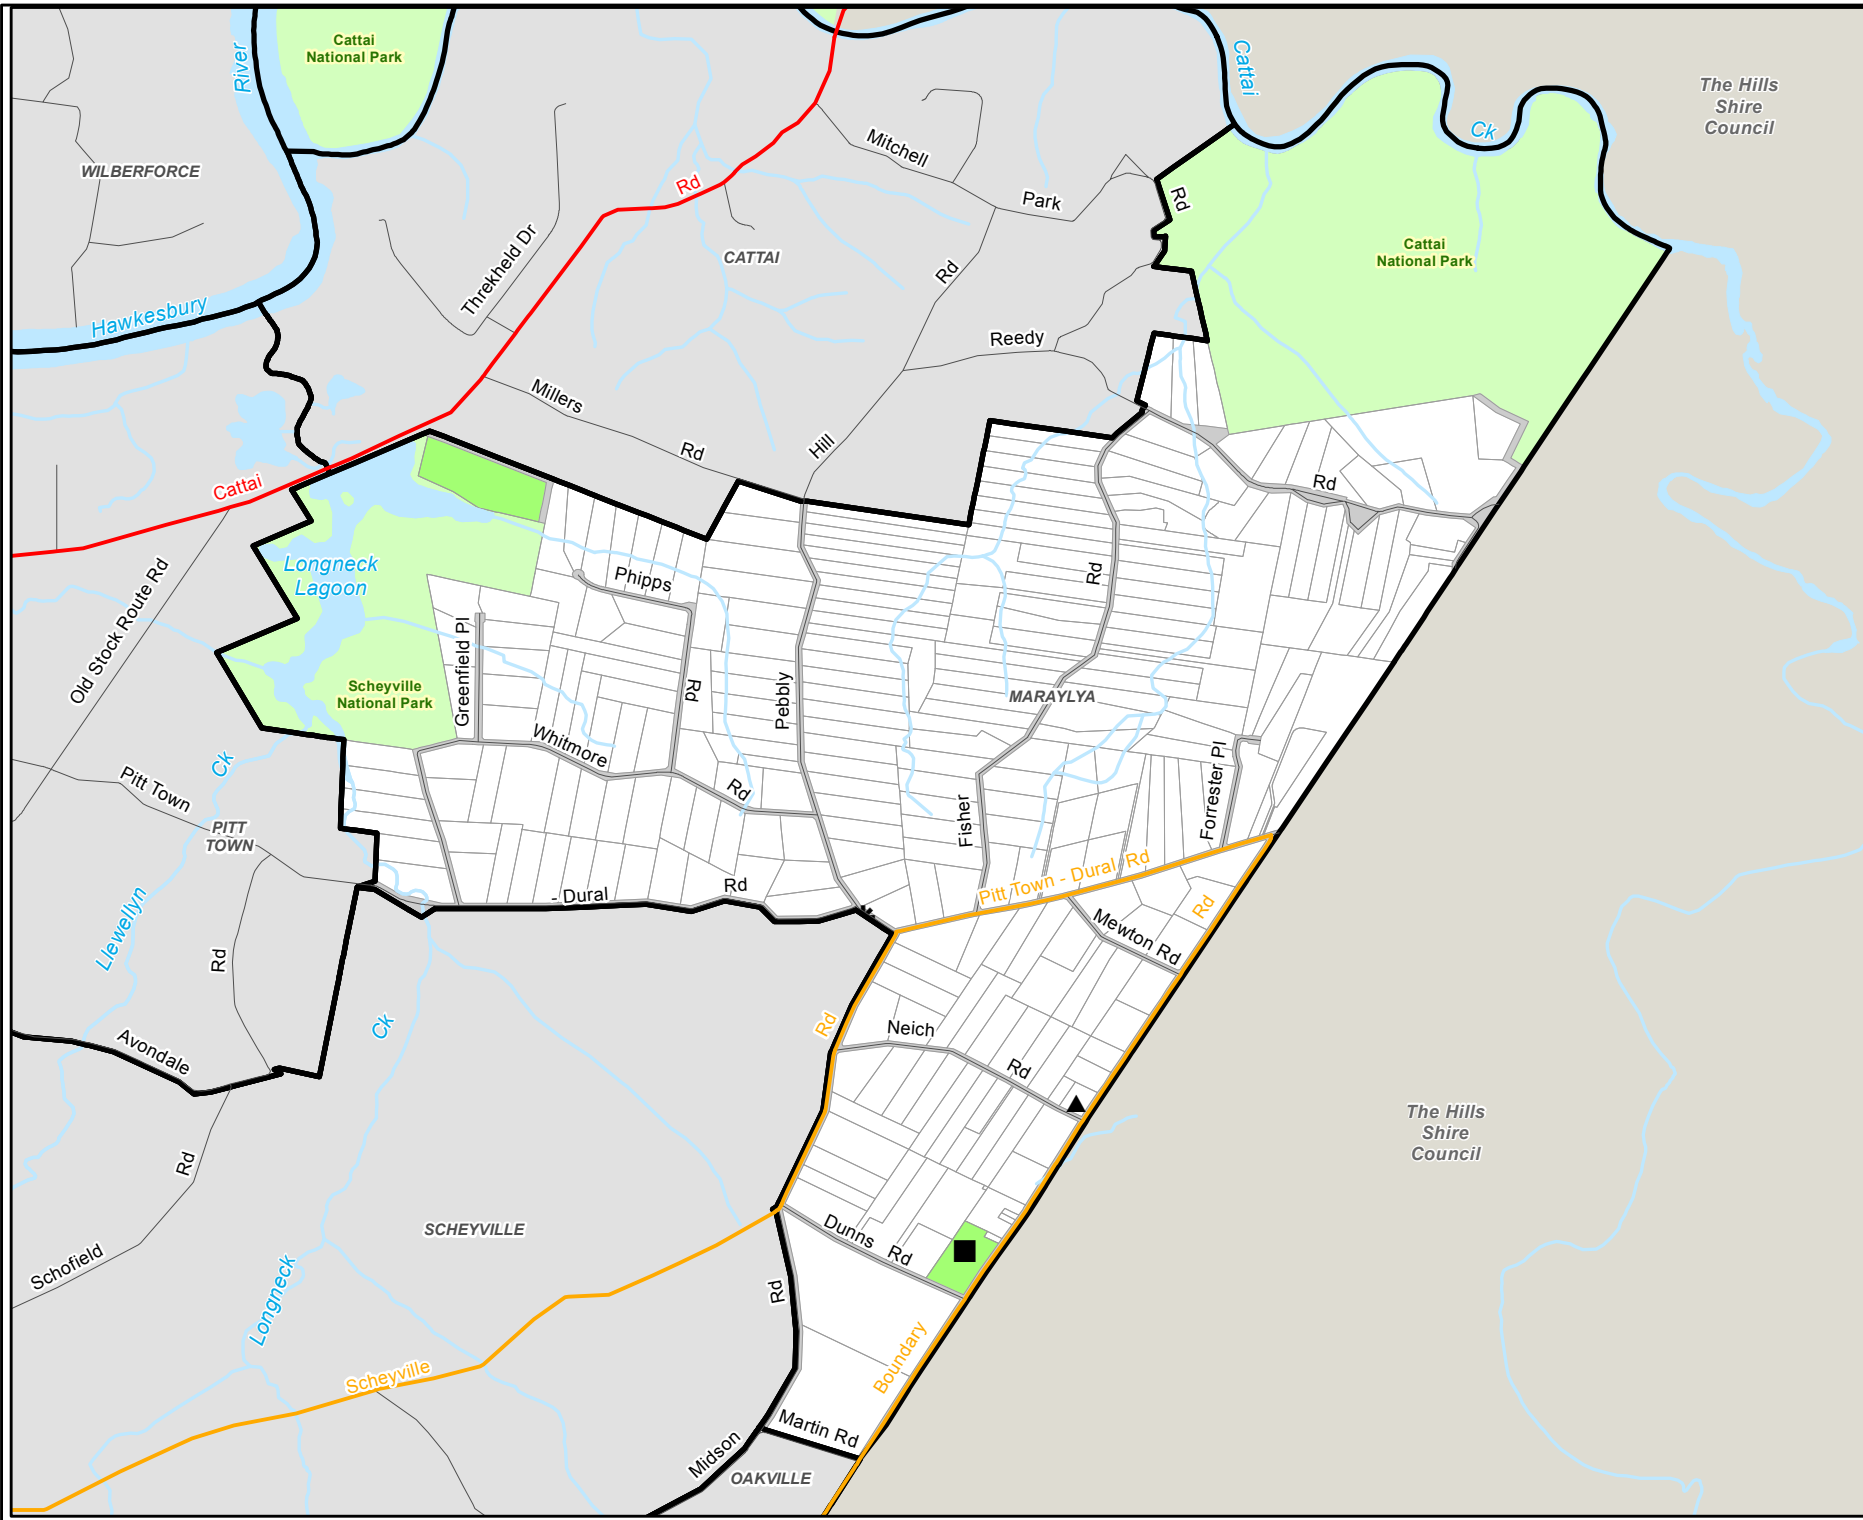 Cattai
National Park
River
Cattai
The Hills
Shire
Council
Ck
Mitchell
WILBERFORCE
Rd
Park
Rd
Threkheld Dr
CATTAI
Cattai
National Park
Rd
Hawkesbury
Reedy
Millers
Rd
Hill
Cattai
Rd
Longneck
Lagoon
Phipps
Rd
Old Stock Route Rd
Greenfield Pl
Scheyville
National Park
Rd
Pebbly
MARAYLYA
Whitmore
Rd
Ck
Pitt Town
Forrester Pl
Fisher
PITT
TOWN
Pitt Town - Dural Rd
- Dural
Rd
Rd
Mewton Rd
Llewellyn
Rd
Ck
Rd
Neich
Rd
Avondale
The Hills
Shire
Council
Rd
SCHEYVILLE
Dunns Rd
Schofield
Longneck
Rd
Boundary
Scheyville
Martin Rd
Midson
OAKVILLE